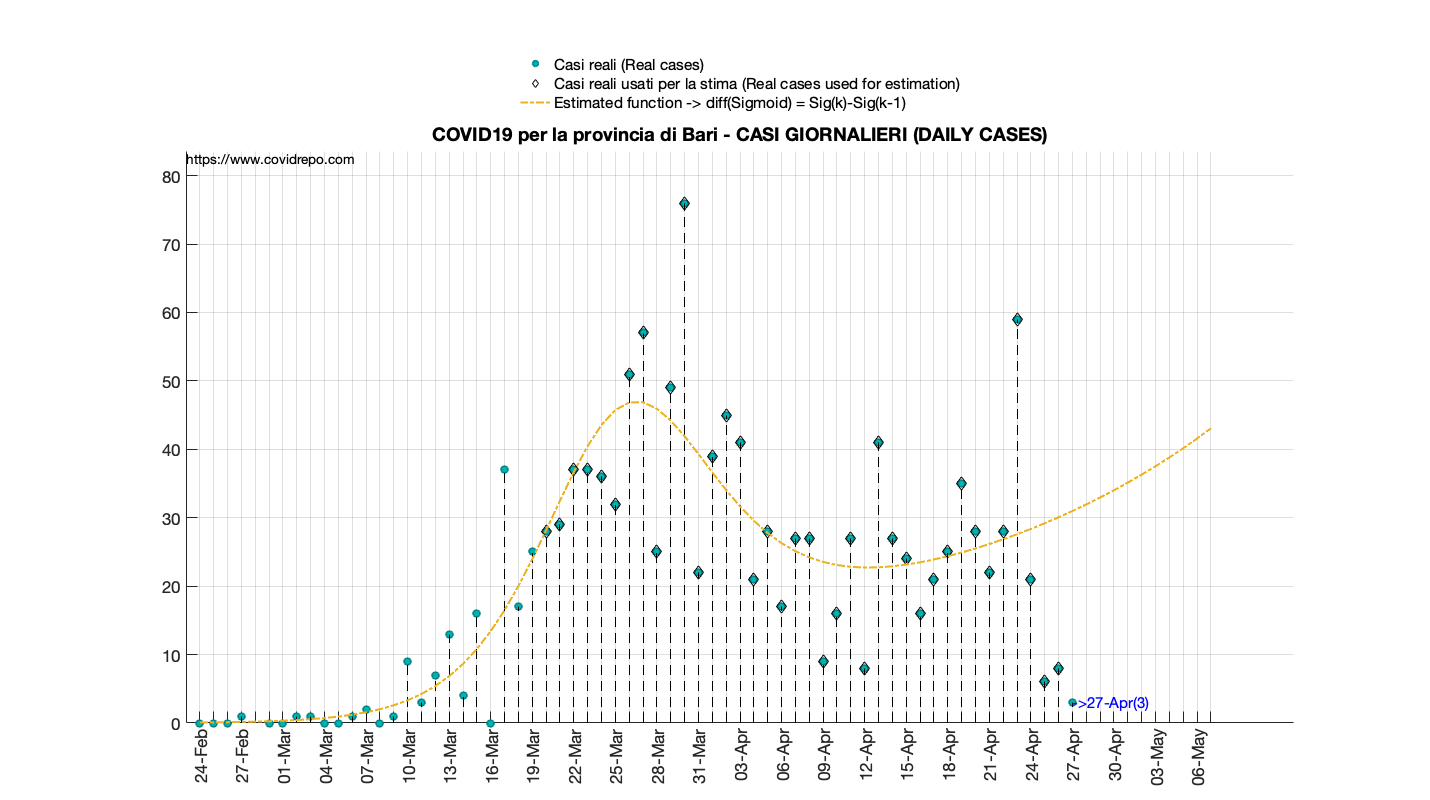 Casi reali (Real cases)
Casi reali usati per la stima (Real cases used for estimation)
Estimated function -> diff(Sigmoid) = Sig(k)-Sig(k-1)
COVID19 per la provincia di Bari - CASI GIORNALIERI (DAILY CASES)
https://www.covidrepo.com
80
70
60
50
40
30
20
10
0
>27-Apr(3)
24-Feb
27-Feb
01-Mar
04-Mar
07-Mar
10-Mar
13-Mar
16-Mar
19-Mar
22-Mar
25-Mar
28-Mar
31-Mar
03-Apr
06-Apr
09-Apr
12-Apr
15-Apr
18-Apr
21-Apr
24-Apr
27-Apr
30-Apr
03-May
06-May